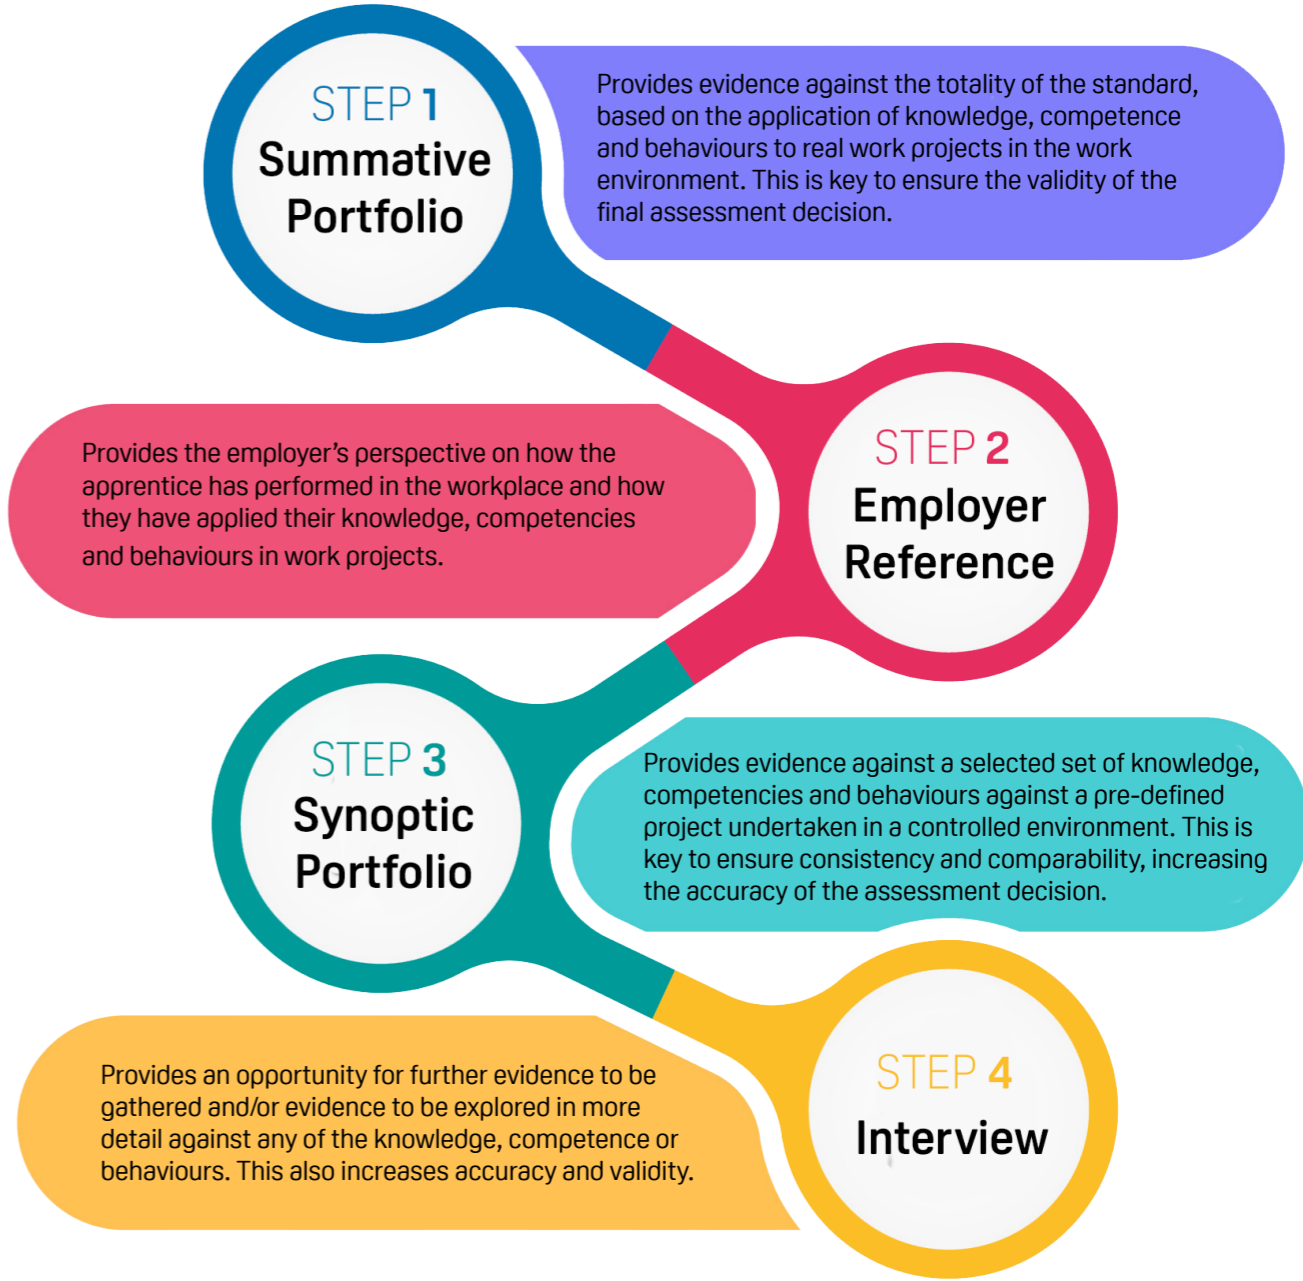 STEP 1
Summative
Portfolio
Provides evidence against the totality of the standard,
based on the application of knowledge, competence
and behaviours to real work projects in the work
environment. This is key to ensure the validity of the
final assessment decision.
STEP 2
Employer
Reference
Provides the employer’s perspective on how the
apprentice has performed in the workplace and how
they have applied their knowledge, competencies
and behaviours in work projects.
STEP 3
Synoptic
Portfolio
Provides evidence against a selected set of knowledge,
competencies and behaviours against a pre-defined
project undertaken in a controlled environment. This is
key to ensure consistency and comparability, increasing
the accuracy of the assessment decision.
STEP 4
Interview
Provides an opportunity for further evidence to be
gathered and/or evidence to be explored in more
detail against any of the knowledge, competence or
behaviours. This also increases accuracy and validity.